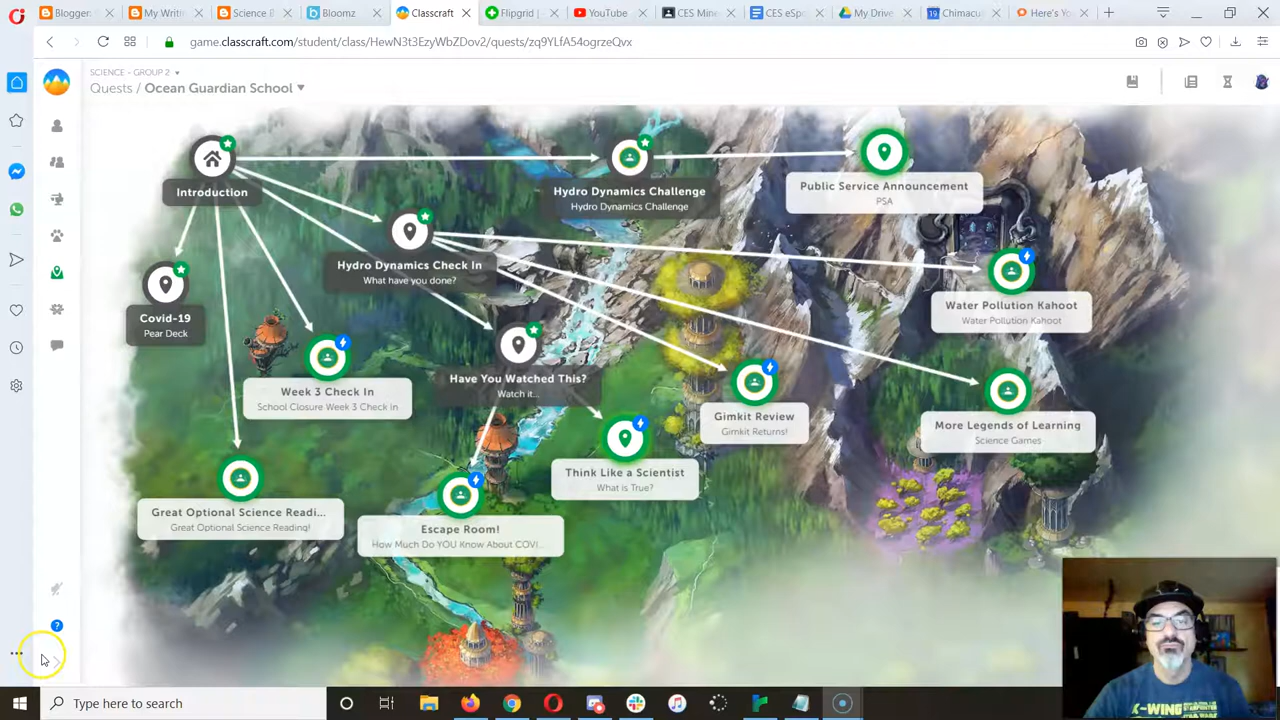 Blogger:
My Writin
Science B
Bloomz
Classcraft
Flipgrid |
YouTube
CES Mine
CES eSpo
My Drive
19 Chimacu
Here's Yo
game.classcraft.com/student/class/HewN3t3EzyWbZDov2/quests/zq9YLfA54ogrzeQvx
SCIENCE - GROUP 2
Quests / Ocean Guardian School
Introduction
Hydro Dynamics Challenge
Hydro Dynamics Challenge
Public Service Announcement
PSA
Hydro Dynamics Check In
What have you done?
Water Pollution Kahoot
Water Pollution Kahoot
Covid-19
Pear Deck
Week 3 Check In
School Closure Week 3 Check in
Have You Watched This?
Watch it...
Gimkit Review
Gimkit Returns!
More Legends of Learning
Science Games
Think Like a Scientist
What is True?
Great Optional Science Readi...
Great Optional Science Reading!
Escape Room!
How Much Do YOU Know About COVI...
?
X-WING
Type here to search